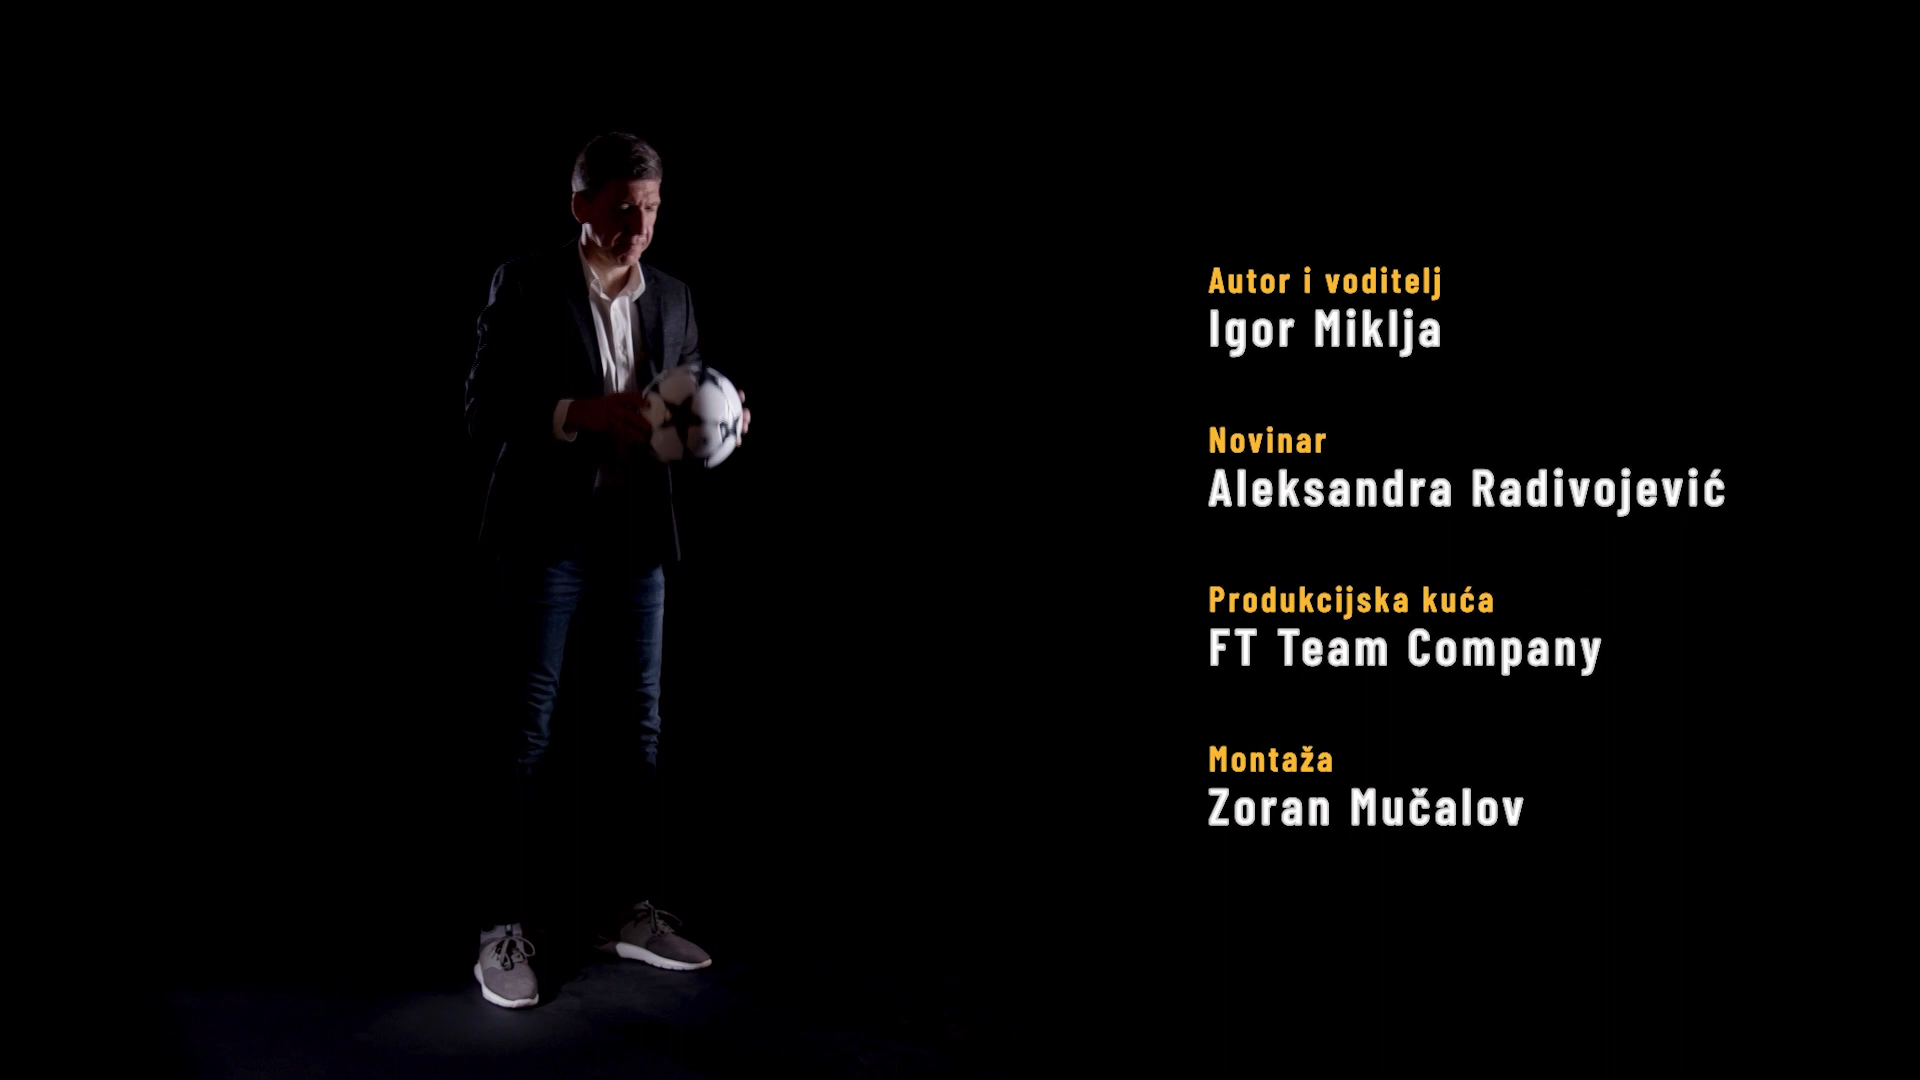 Autor i voditelj
Igor Miklja
Novinar
Aleksandra Radivojević
Produkcijska kuća
FT Team Company
Montaža
Zoran Mučalov